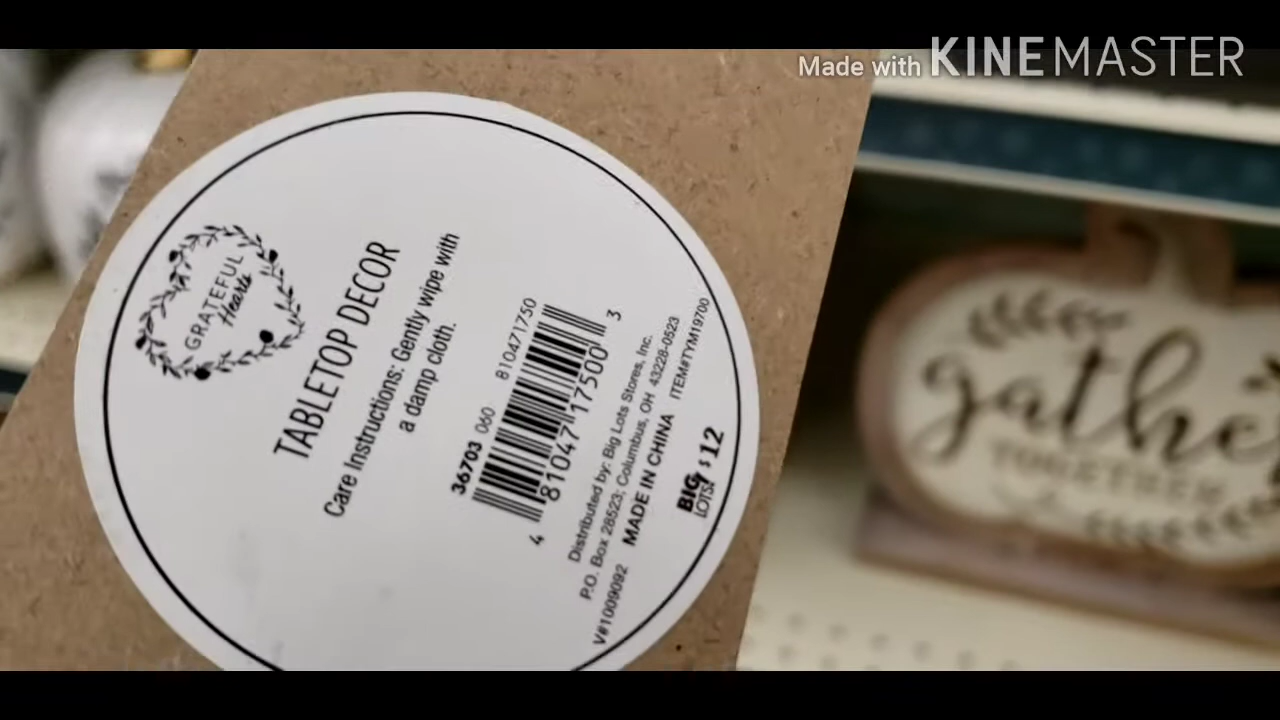 Made with KINEMASTER
GRATEFUL
Hearts
TABLETOP DECOR
Care Instructions: Gently wipe with
a damp cloth.
36703 060 810471750
4 81047 17500 3
Distributed by: Big Lots Stores, Inc.
P.O. Box 28523; Columbus, OH 43228-0523
V#1009092 MADE IN CHINA ITEM#TYM19700
BIG LOTS! $12
gathe
TOGETHER